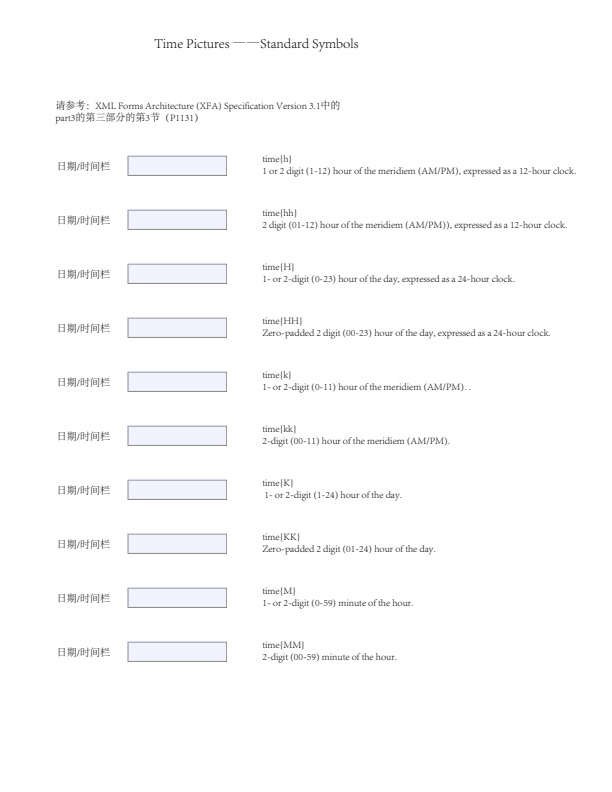 Time Pictures ——Standard Symbols
请参考：XML Forms Architecture (XFA) Specification Version 3.1中的
part3的第三部分的第3节（P1131）
日期/时间栏
time{h}
1 or 2 digit (1-12) hour of the meridiem (AM/PM), expressed as a 12-hour clock.
日期/时间栏
time{hh}
2 digit (01-12) hour of the meridiem (AM/PM)), expressed as a 12-hour clock.
日期/时间栏
time{H}
1- or 2-digit (0-23) hour of the day, expressed as a 24-hour clock.
日期/时间栏
time{HH}
Zero-padded 2 digit (00-23) hour of the day, expressed as a 24-hour clock.
日期/时间栏
time{k}
1- or 2-digit (0-11) hour of the meridiem (AM/PM). .
日期/时间栏
time{kk}
2-digit (00-11) hour of the meridiem (AM/PM).
日期/时间栏
time{K}
1- or 2-digit (1-24) hour of the day.
日期/时间栏
time{KK}
Zero-padded 2 digit (01-24) hour of the day.
日期/时间栏
time{M}
1- or 2-digit (0-59) minute of the hour.
日期/时间栏
time{MM}
2-digit (00-59) minute of the hour.